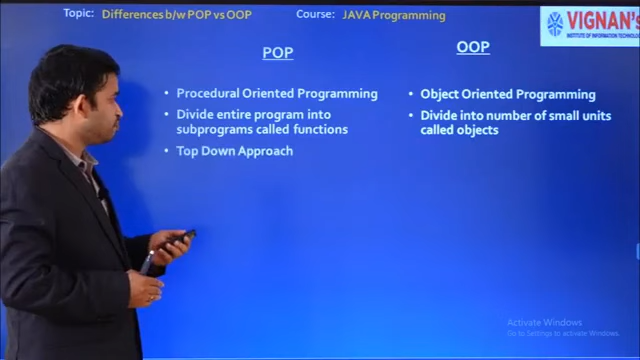 Topic: Differences b/w POP vs OOP Course: JAVA Programming
VIGNAN's
INSTITUTE OF INFORMATION TECHNOLOGY
POP
• Procedural Oriented Programming
• Divide entire program into
subprograms called functions
• Top Down Approach
OOP
• Object Oriented Programming
• Divide into number of small units
called objects
Activate Windows
Go to Settings to activate Windows.